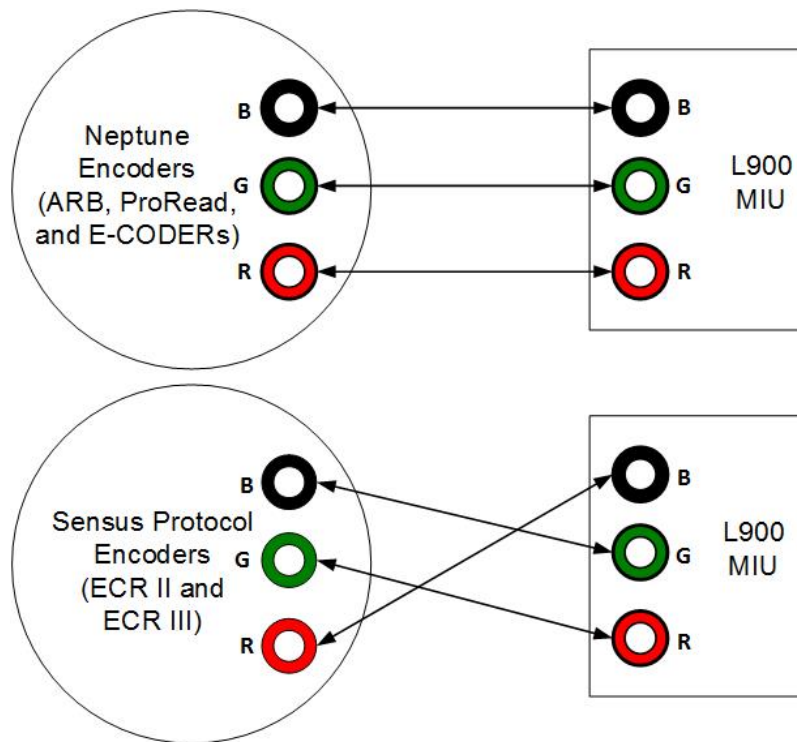 Neptune
Encoders
(ARB, ProRead,
and E-CODERs)
B
G
R
B
G
R
L900
MIU
Sensus Protocol
Encoders
(ECR II and
ECR III)
B
G
R
B
G
R
L900
MIU